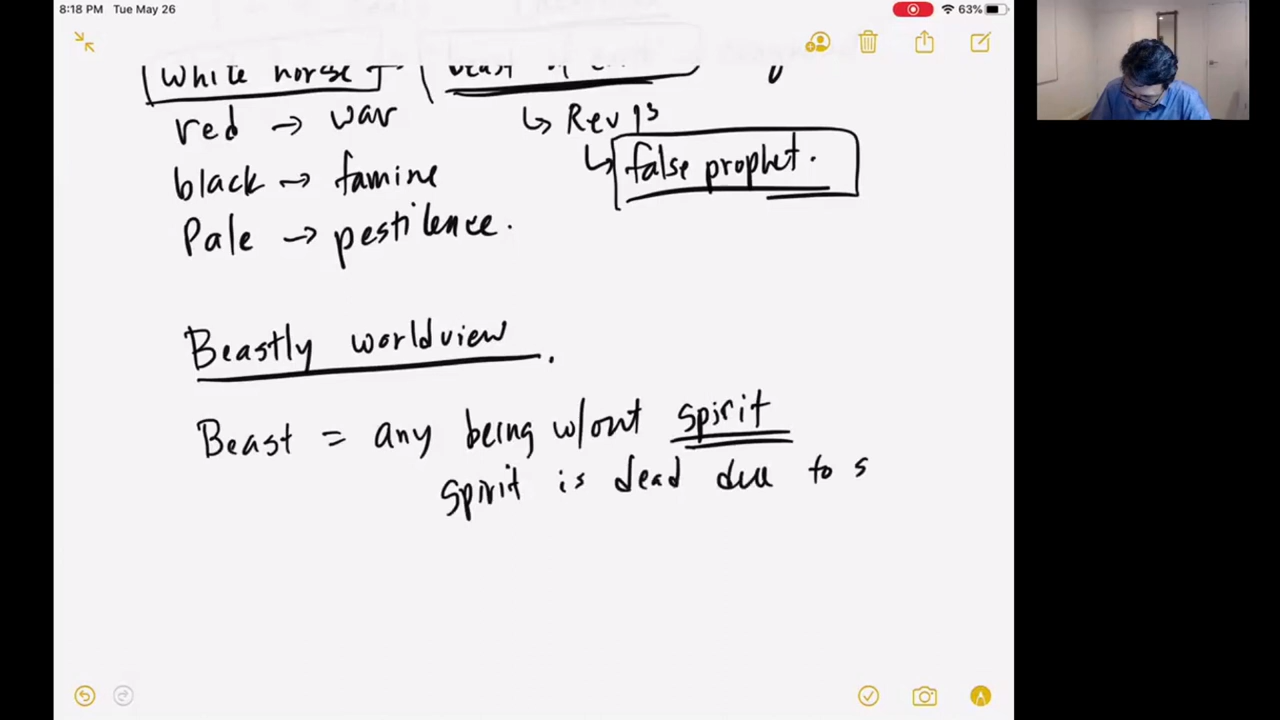 8:18 PM Tue May 26 63%
White horse
red → war
black → famine
Pale → pestilence.
↳ Rev 13
↳ false prophet.
Beastly worldview.
Beast = any being w/out spirit
spirit is dead due to s